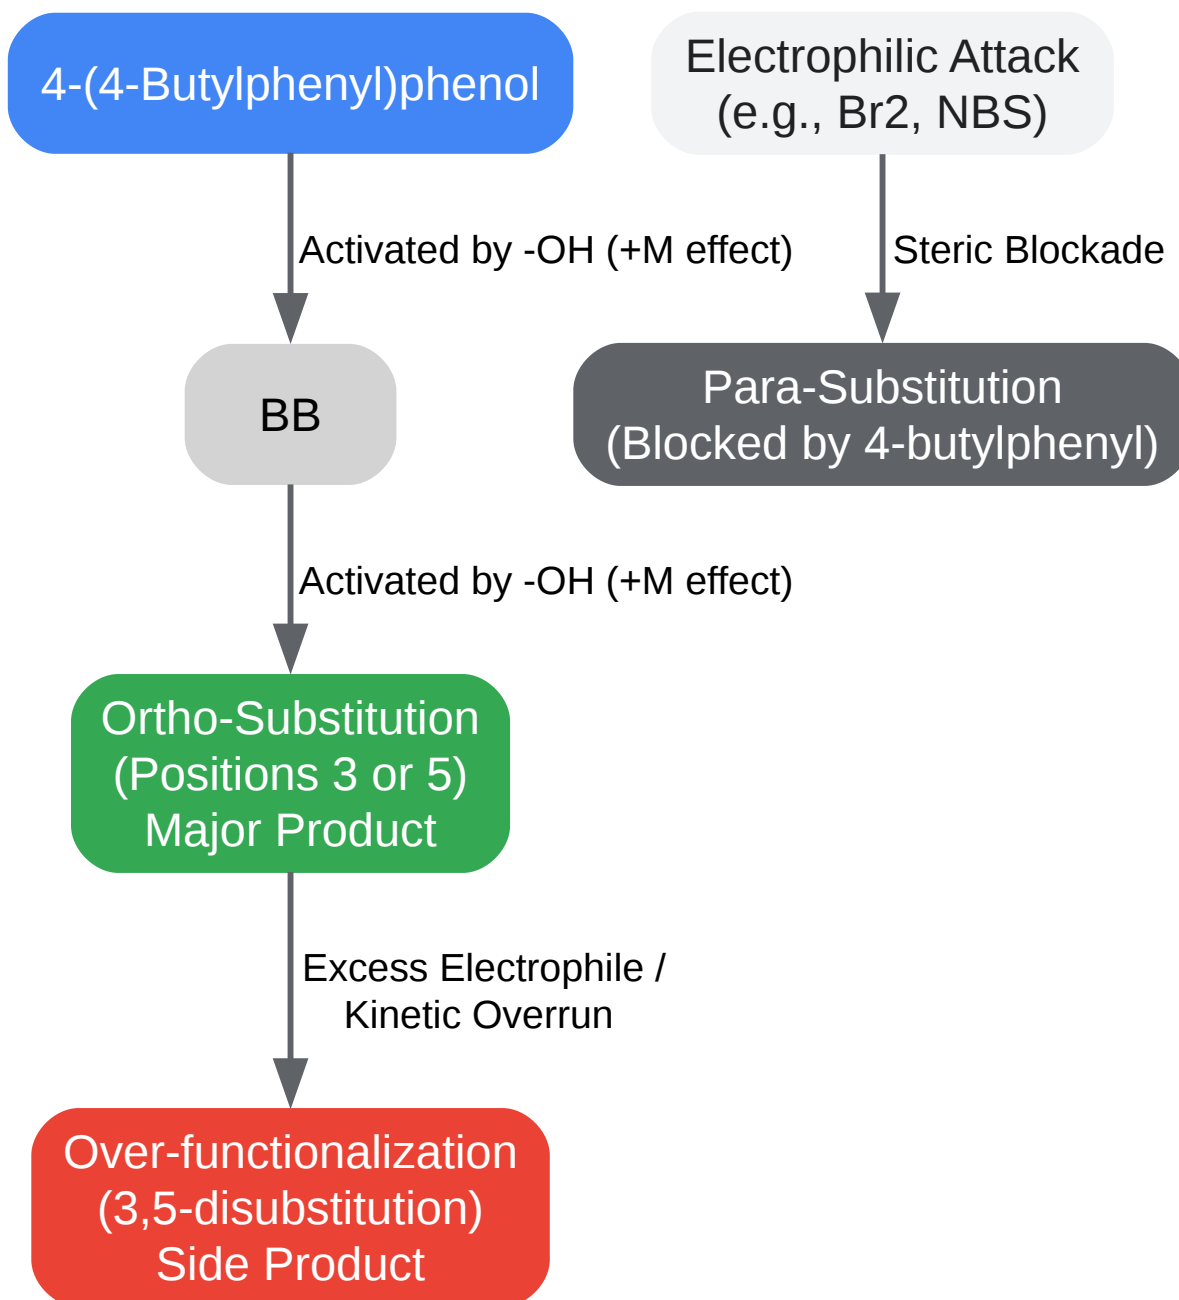 4-(4-Butylphenyl)phenol
Electrophilic Attack
(e.g., Br2, NBS)
Activated by -OH (+M effect)
Steric Blockade
BB
Para-Substitution
(Blocked by 4-butylphenyl)
Activated by -OH (+M effect)
Ortho-Substitution
(Positions 3 or 5)
Major Product
Excess Electrophile /
Kinetic Overrun
Over-functionalization
(3,5-disubstitution)
Side Product